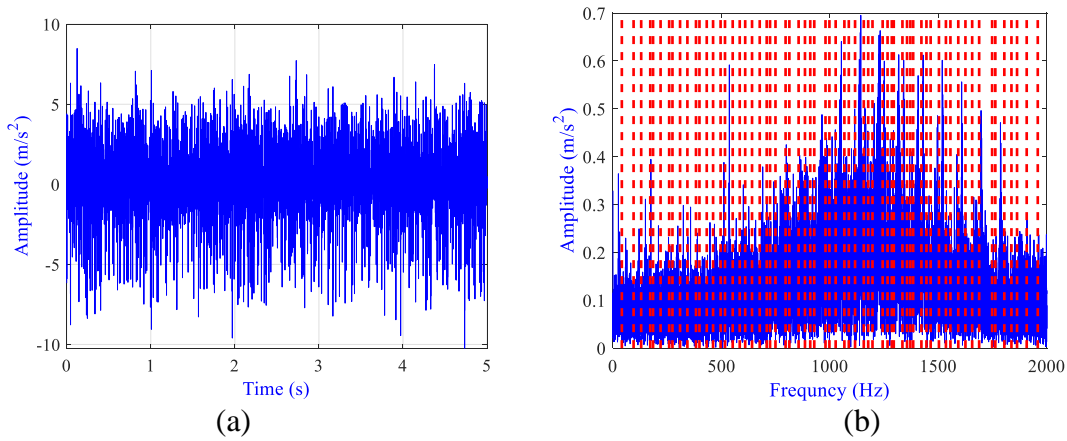 10
5
0
-5
-10
Amplitude (m/s²)
0 1 2 3 4 5
Time (s)
(a)
0.7
0.6
0.5
0.4
0.3
0.2
0.1
0
Amplitude (m/s²)
0 500 1000 1500 2000
Frequncy (Hz)
(b)